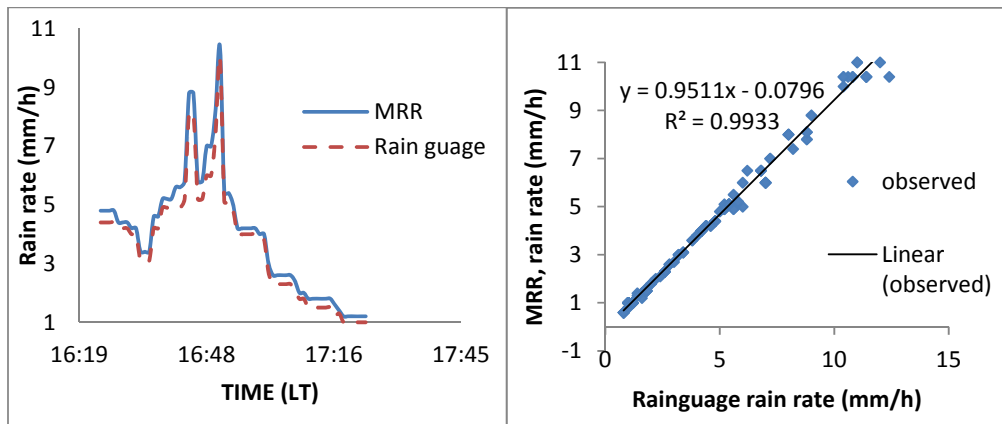 11
9
7
5
3
1
Rain rate (mm/h)
MRR
Rain guage
16:19
16:48
17:16
17:45
TIME (LT)
11
9
7
5
3
1
-1
MRR, rain rate (mm/h)
y = 0.9511x - 0.0796
R² = 0.9933
observed
Linear
(observed)
0
5
10
15
Rainguage rain rate (mm/h)